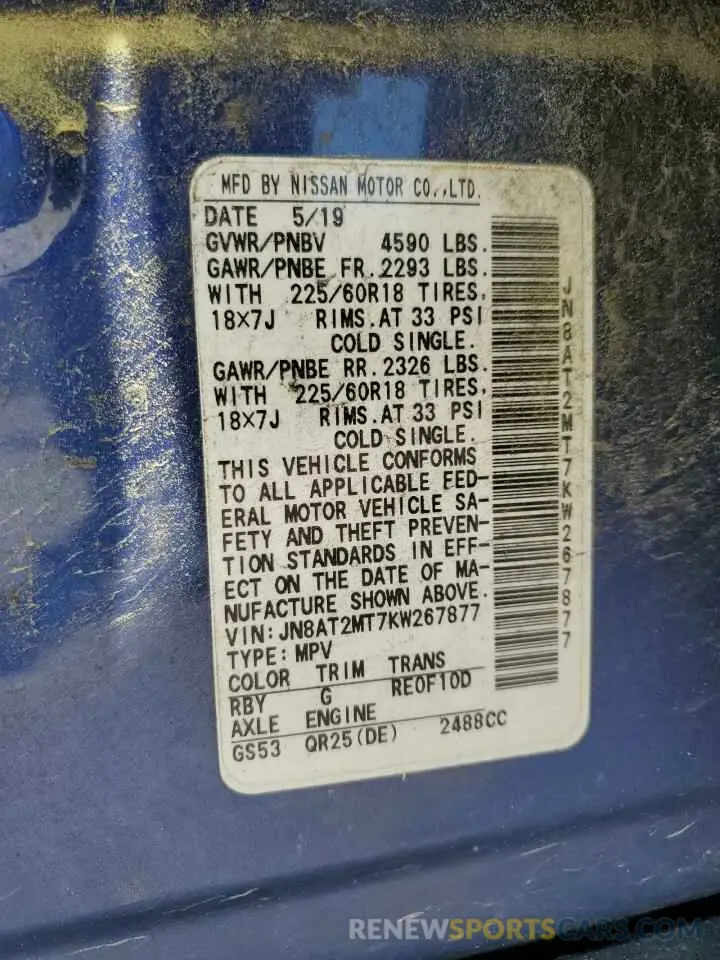 MFD BY NISSAN MOTOR CO.,LTD.
DATE 5/19
GVWR/PNBV 4590 LBS.
GAWR/PNBE FR. 2293 LBS.
WITH 225/60R18 TIRES,
18X7J RIMS. AT 33 PSI
COLD SINGLE.
GAWR/PNBE RR. 2326 LBS.
WITH 225/60R18 TIRES,
18X7J RIMS. AT 33 PSI
COLD SINGLE.
THIS VEHICLE CONFORMS
TO ALL APPLICABLE FED-
ERAL MOTOR VEHICLE SA-
FETY AND THEFT PREVEN-
TION STANDARDS IN EFF-
ECT ON THE DATE OF MA-
NUFACTURE SHOWN ABOVE.
VIN: JN8AT2MT7KW267877
TYPE: MPV
COLOR TRIM TRANS
RBY G RE0F10D
AXLE ENGINE
GS53 QR25(DE) 2488CC
JN8AT2MT7KW267877
RENEWSPORTSCARS.COM